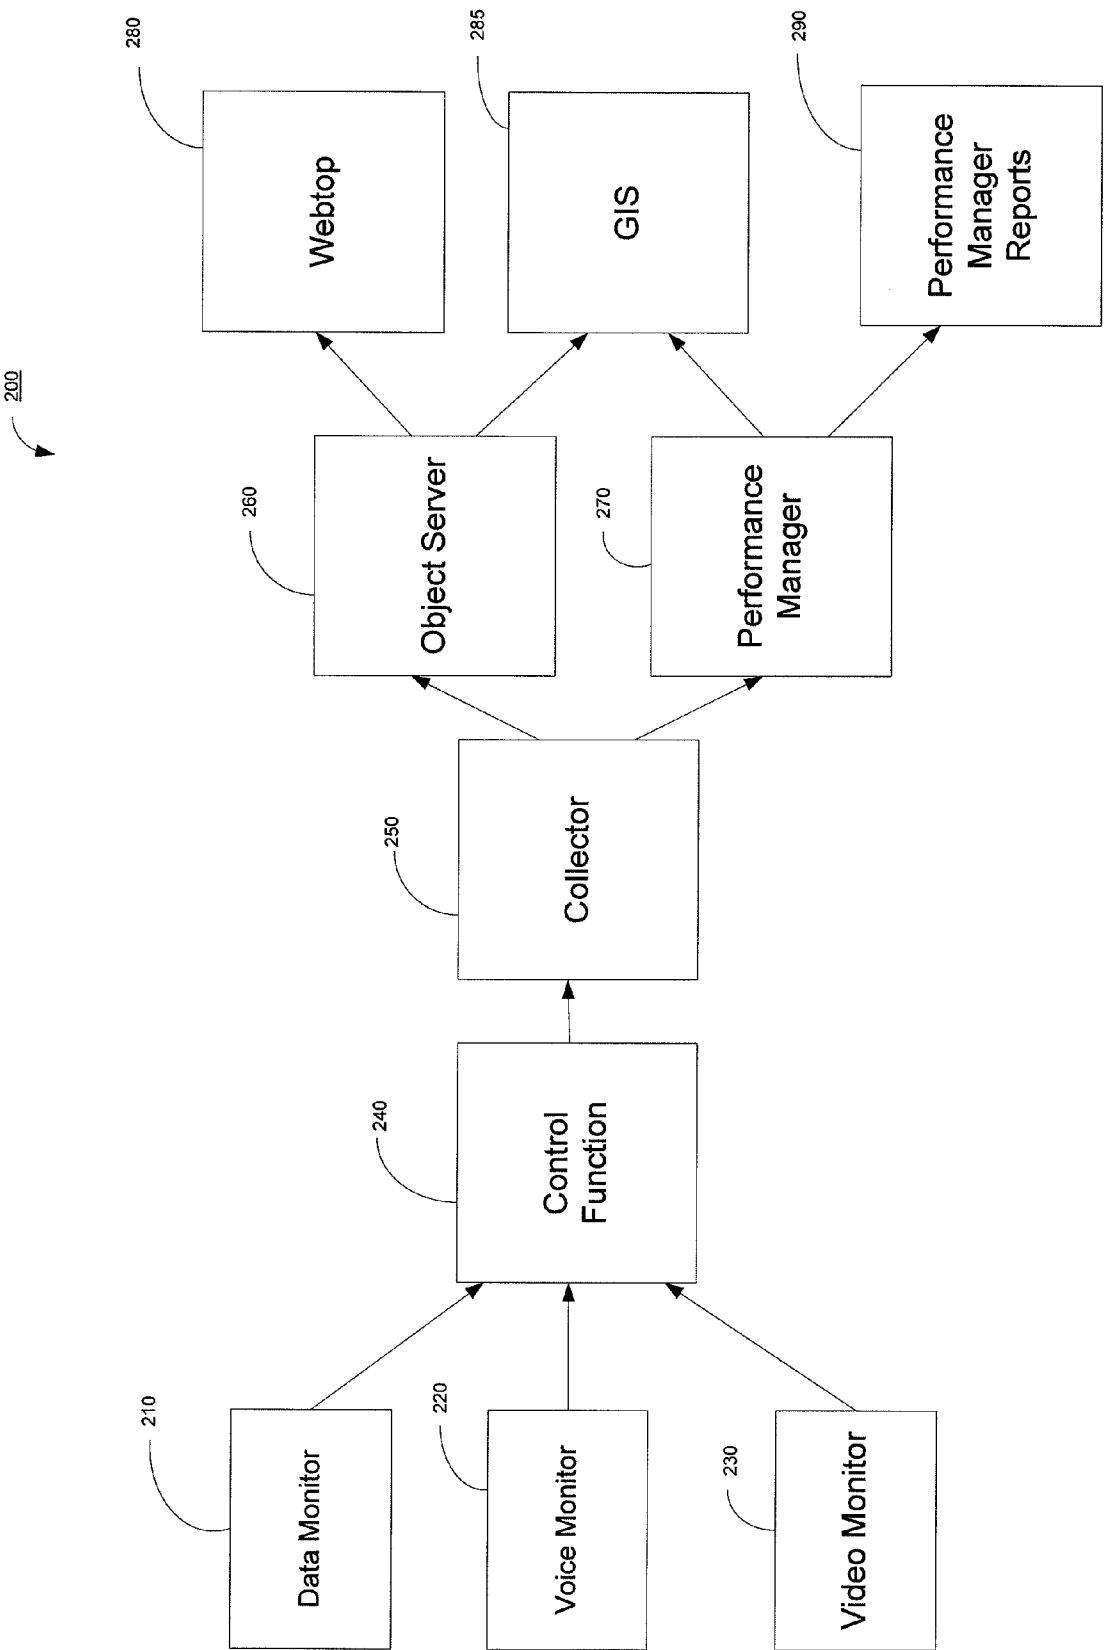 200
210
Data Monitor
220
Voice Monitor
230
Video Monitor
240
Control
Function
250
Collector
260
Object Server
270
Performance
Manager
280
Webtop
285
GIS
290
Performance
Manager
Reports